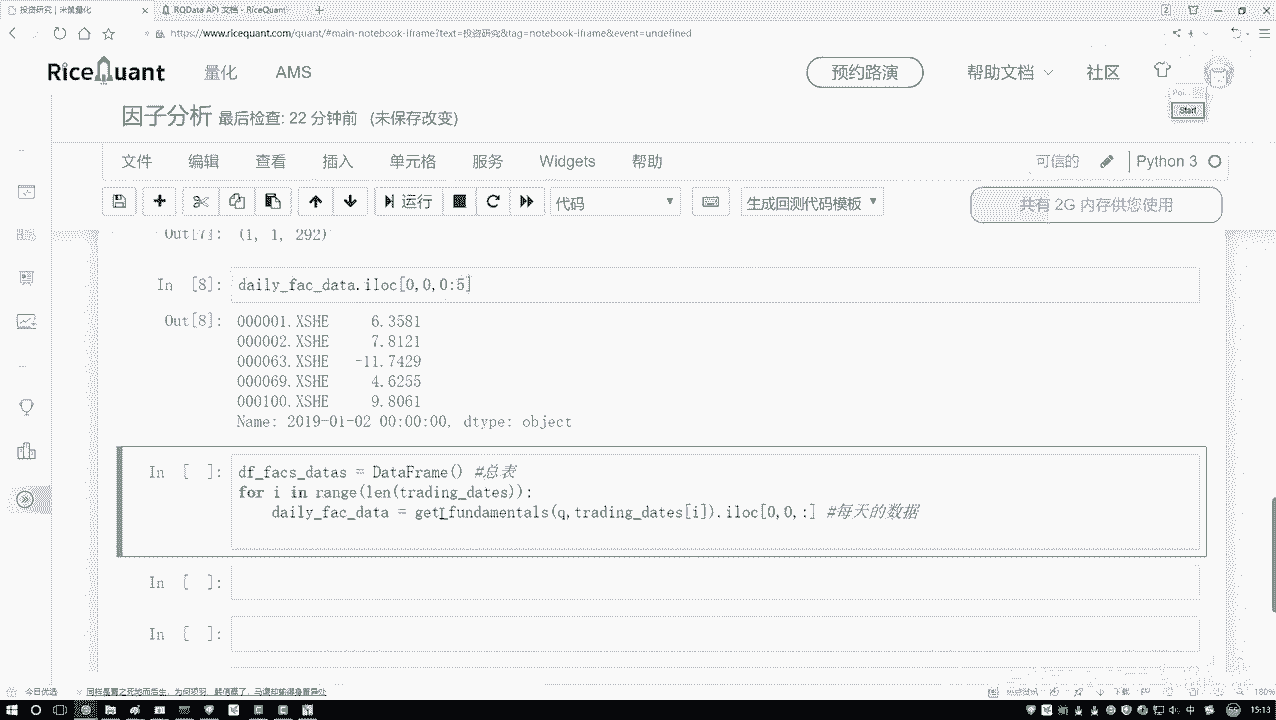 投资研究 | 米筐量化
RQData API 文档 - RiceQuant
https://www.ricequant.com/quant/#main-notebook-iframe?text=投资研究&tag=notebook-iframe&event=undefined
RiceQuant 量化 AMS 预约路演 帮助文档 社区
Start
因子分析 最后检查: 22 分钟前 (未保存改变)
文件 编辑 查看 插入 单元格 服务 Widgets 帮助 可信的 Python 3
运行 代码 生成回测代码模板 共有 2G 内存供您使用
Out[7]: (1, 1, 292)
In [8]: daily_fac_data.iloc[0,0,0:5]
Out[8]: 000001.XSHE 6.3581
000002.XSHE 7.8121
000063.XSHE -11.7429
000069.XSHE 4.6255
000100.XSHE 9.8061
Name: 2019-01-02 00:00:00, dtype: object
In [ ]: df_facs_datas = DataFrame() #总表
for i in range(len(trading_dates)):
daily_fac_data = get_fundamentals(q,trading_dates[i]).iloc[0,0,:] #每天的数据
In [ ]:
In [ ]:
今日优选
下载
180%
中
15:13